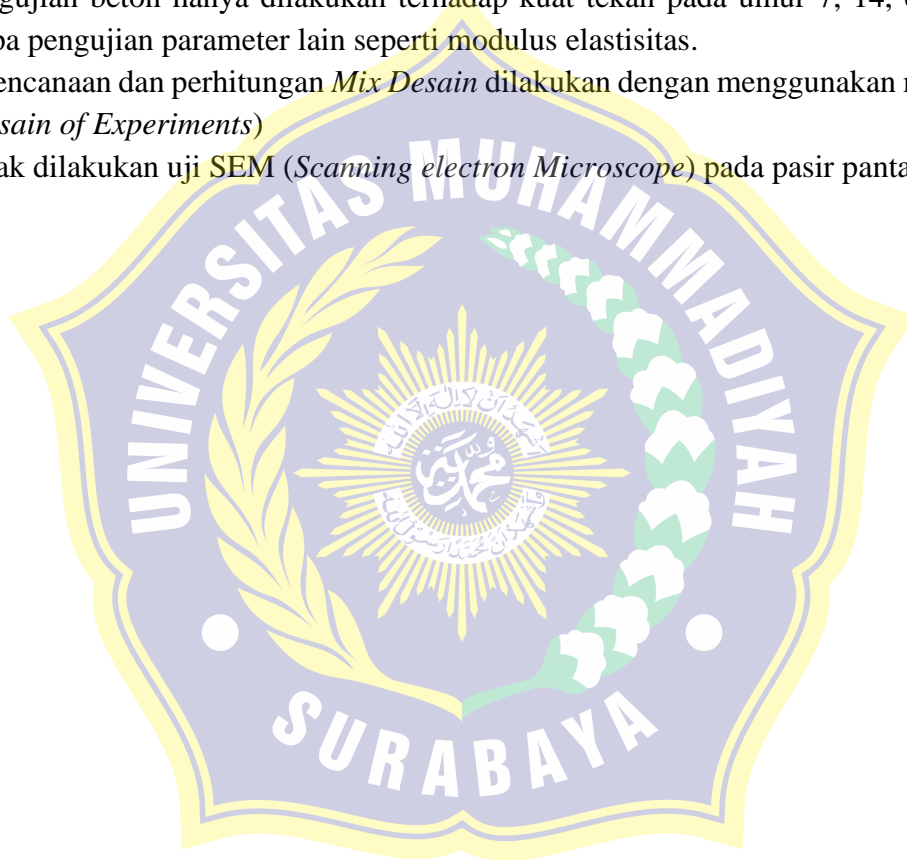 gujian beton hanya dilakukan terhadap kuat tekan pada umur 7, 14,
pa pengujian parameter lain seperti modulus elastisitas.
encanaan dan perhitungan Mix Desain dilakukan dengan menggunakan
sain of Experiments)
ak dilakukan uji SEM (Scanning electron Microscope) pada pasir panta
UNIVERSITAS MUHAMMADIYAH
SURABAYA